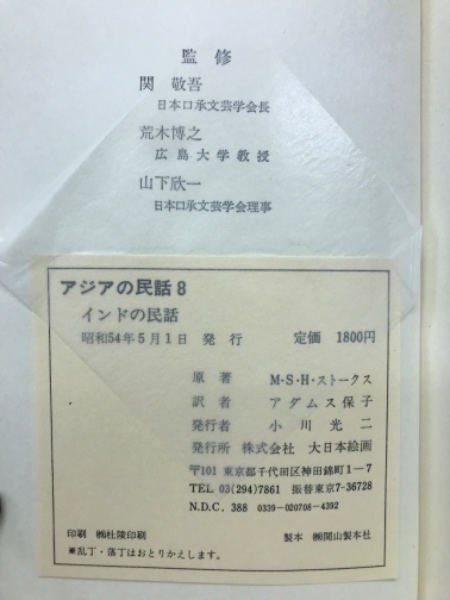 監修
関 敬吾
日本口承文芸学会長
荒木博之
広島大学教授
山下欣一
日本口承文芸学会理事
アジアの民話 8
インドの民話
昭和54年5月1日 発行 定価 1800円
原著 M・S・H・ストークス
訳者 アダムス保子
発行者 小川光二
発行所 株式会社 大日本絵画
〒101 東京都千代田区神田錦町1-7
TEL 03(294)7861 振替東京7-36728
N.D.C. 388 0339-020708-4392
印刷 ㈱杜陵印刷 製本 ㈱関山製本社
※乱丁・落丁はおとりかえします。